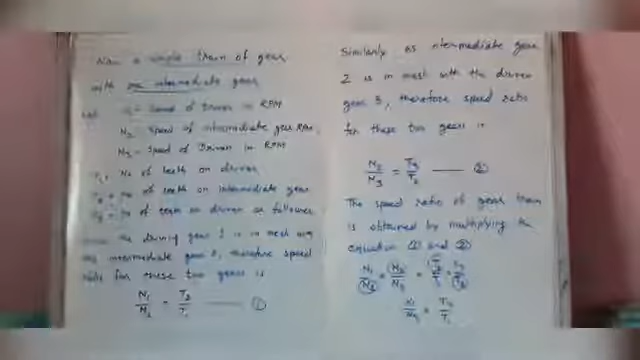 Now a simple train of gear
with one intermediate gear
Let N₁ = speed of driver in RPM
N₂ speed of intermediate gear RPM,
N₃ = Speed of Driven in RPM
T₁, No of teeth on driver
T₂ = No of teeth on intermediate gear
T₃ = No of teeth on driven or follower
the driving gear 1 is in mesh
intermediate gear 2, therefore speed
Ratio for these two gears is
N₁/N₂ = T₂/T₁ ——— ①
Similarly as intermediate gear
2 is in mesh with the driven
gear 3, therefore speed ratio
for these two gears is
N₂/N₃ = T₃/T₂ —— ②
The speed ratio of gear train
is obtained by multiplying the
equation ① and ②
N₁/N₂ × N₂/N₃ = T₂/T₁ × T₃/T₂
N₁/N₃ = T₃/T₁